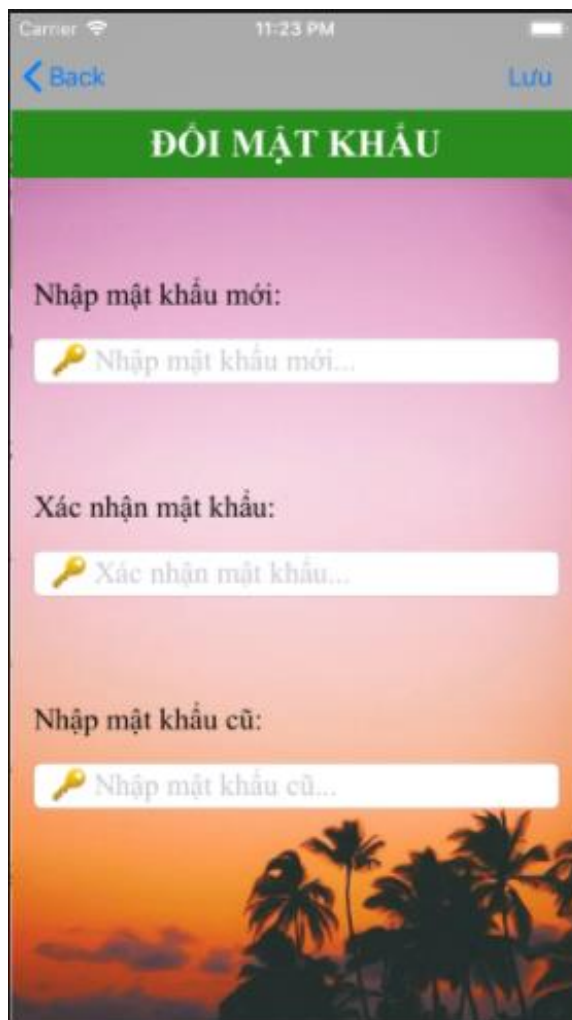 Carrier 11:23 PM
Back Lưu
ĐỔI MẬT KHẨU
Nhập mật khẩu mới:
Nhập mật khẩu mới...
Xác nhận mật khẩu:
Xác nhận mật khẩu...
Nhập mật khẩu cũ:
Nhập mật khẩu cũ...